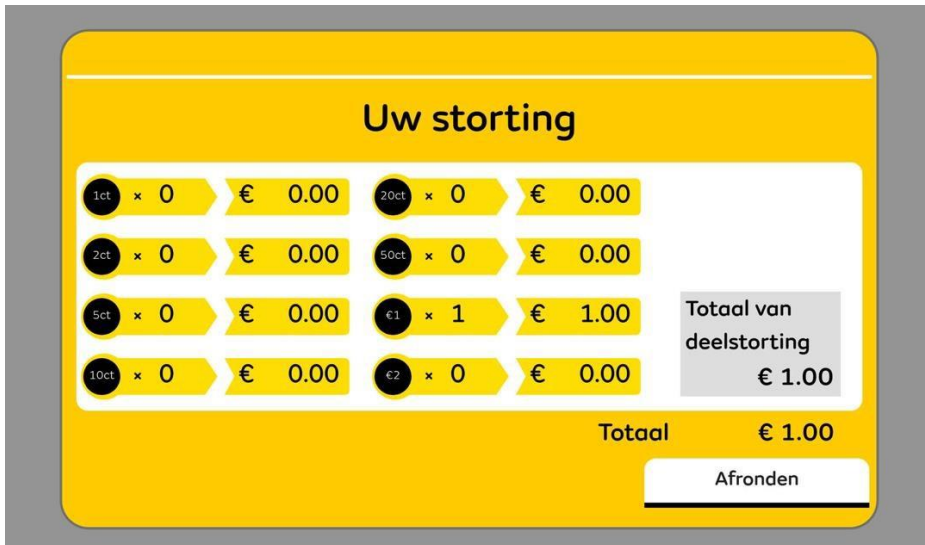 Uw storting
1ct × 0 € 0.00 20ct × 0 € 0.00
2ct × 0 € 0.00 50ct × 0 € 0.00
5ct × 0 € 0.00 €1 × 1 € 1.00
10ct × 0 € 0.00 €2 × 0 € 0.00
Totaal van
deelstorting
€ 1.00
Totaal € 1.00
Afronden